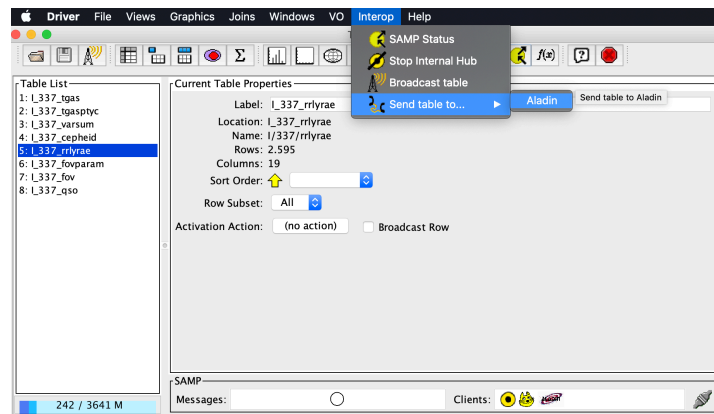 Driver File Views Graphics Joins Windows VO Interop Help
SAMP Status
Stop Internal Hub
Broadcast table
Send table to...
Aladin
Send table to Aladin
Σ
f(x)
?
Table List
1: I_337_tgas
2: I_337_tgasptyc
3: I_337_varsum
4: I_337_cepheid
5: I_337_rrlyrae
6: I_337_fovparam
7: I_337_fov
8: I_337_qso
Current Table Properties
Label: I_337_rrlyrae
Location: I_337_rrlyrae
Name: I/337/rrlyrae
Rows: 2.595
Columns: 19
Sort Order:
Row Subset: All
Activation Action: (no action) Broadcast Row
SAMP
Messages: Clients:
242 / 3641 M